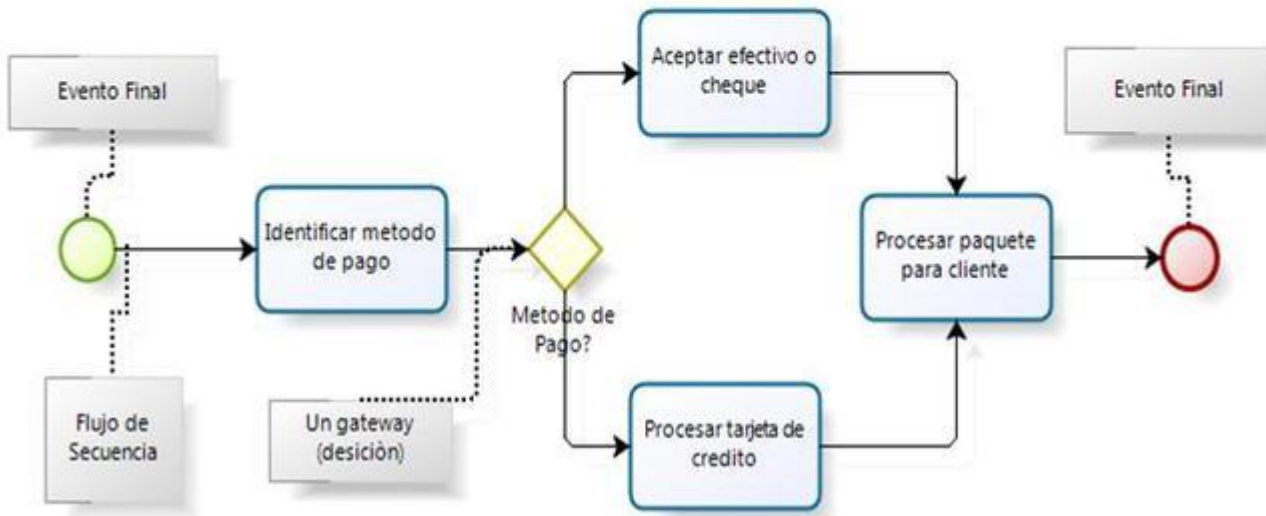 Evento Final
Aceptar efectivo o
cheque
Evento Final
Identificar metodo
de pago
Procesar paquete
para cliente
Metodo de
Pago?
Flujo de
Secuencia
Un gateway
(desiciòn)
Procesar tarjeta de
credito